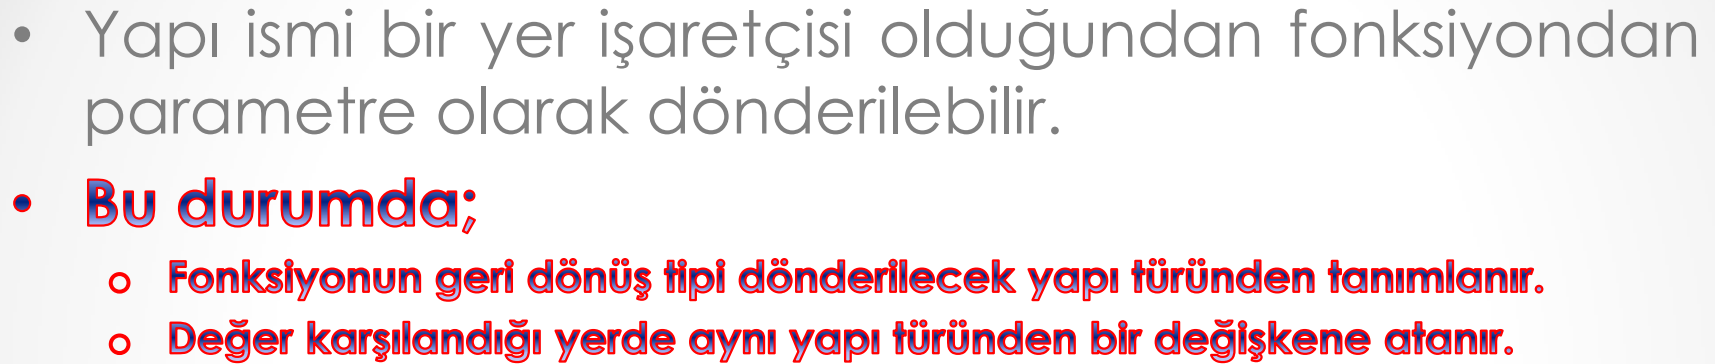 • Yapı ismi bir yer işaretçisi olduğundan fonksiyondan
parametre olarak dönderilebilir.
• Bu durumda;
o Fonksiyonun geri dönüş tipi dönderilecek yapı türünden tanımlanır.
o Değer karşılandığı yerde aynı yapı türünden bir değişkene atanır.